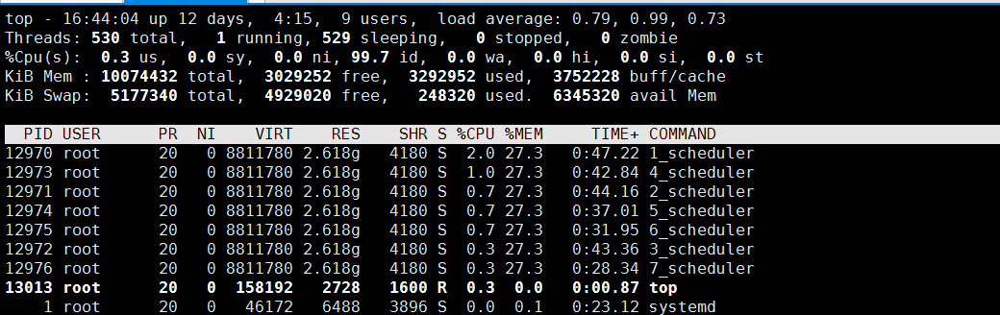 top - 16:44:04 up 12 days,  4:15,  9 users,  load average: 0.79, 0.99, 0.73
Threads: 530 total,   1 running, 529 sleeping,   0 stopped,   0 zombie
%Cpu(s):  0.3 us,  0.0 sy,  0.0 ni, 99.7 id,  0.0 wa,  0.0 hi,  0.0 si,  0.0 st
KiB Mem : 10074432 total,  3029252 free,  3292952 used,  3752228 buff/cache
KiB Swap:  5177340 total,  4929020 free,   248320 used.  6345320 avail Mem
  PID USER      PR  NI    VIRT    RES    SHR S %CPU %MEM     TIME+ COMMAND
12970 root      20   0 8811780 2.618g   4180 S  2.0 27.3   0:47.22 1_scheduler
12973 root      20   0 8811780 2.618g   4180 S  1.0 27.3   0:42.84 4_scheduler
12971 root      20   0 8811780 2.618g   4180 S  0.7 27.3   0:44.16 2_scheduler
12974 root      20   0 8811780 2.618g   4180 S  0.7 27.3   0:37.01 5_scheduler
12975 root      20   0 8811780 2.618g   4180 S  0.7 27.3   0:31.95 6_scheduler
12972 root      20   0 8811780 2.618g   4180 S  0.3 27.3   0:43.36 3_scheduler
12976 root      20   0 8811780 2.618g   4180 S  0.3 27.3   0:28.34 7_scheduler
13013 root      20   0  158192   2728   1600 R  0.3  0.0   0:00.87 top
    1 root      20   0   46172   6488   3896 S  0.0  0.1   0:23.12 systemd